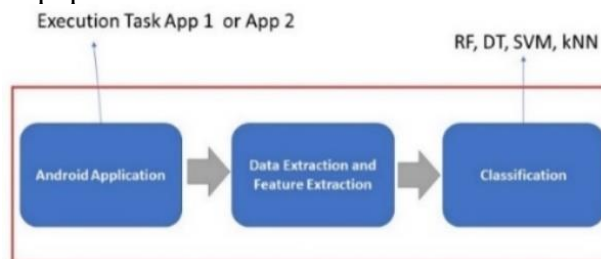 Execution Task App 1 or App 2
RF, DT, SVM, kNN
Android Application
Data Extraction and
Feature Extraction
Classification